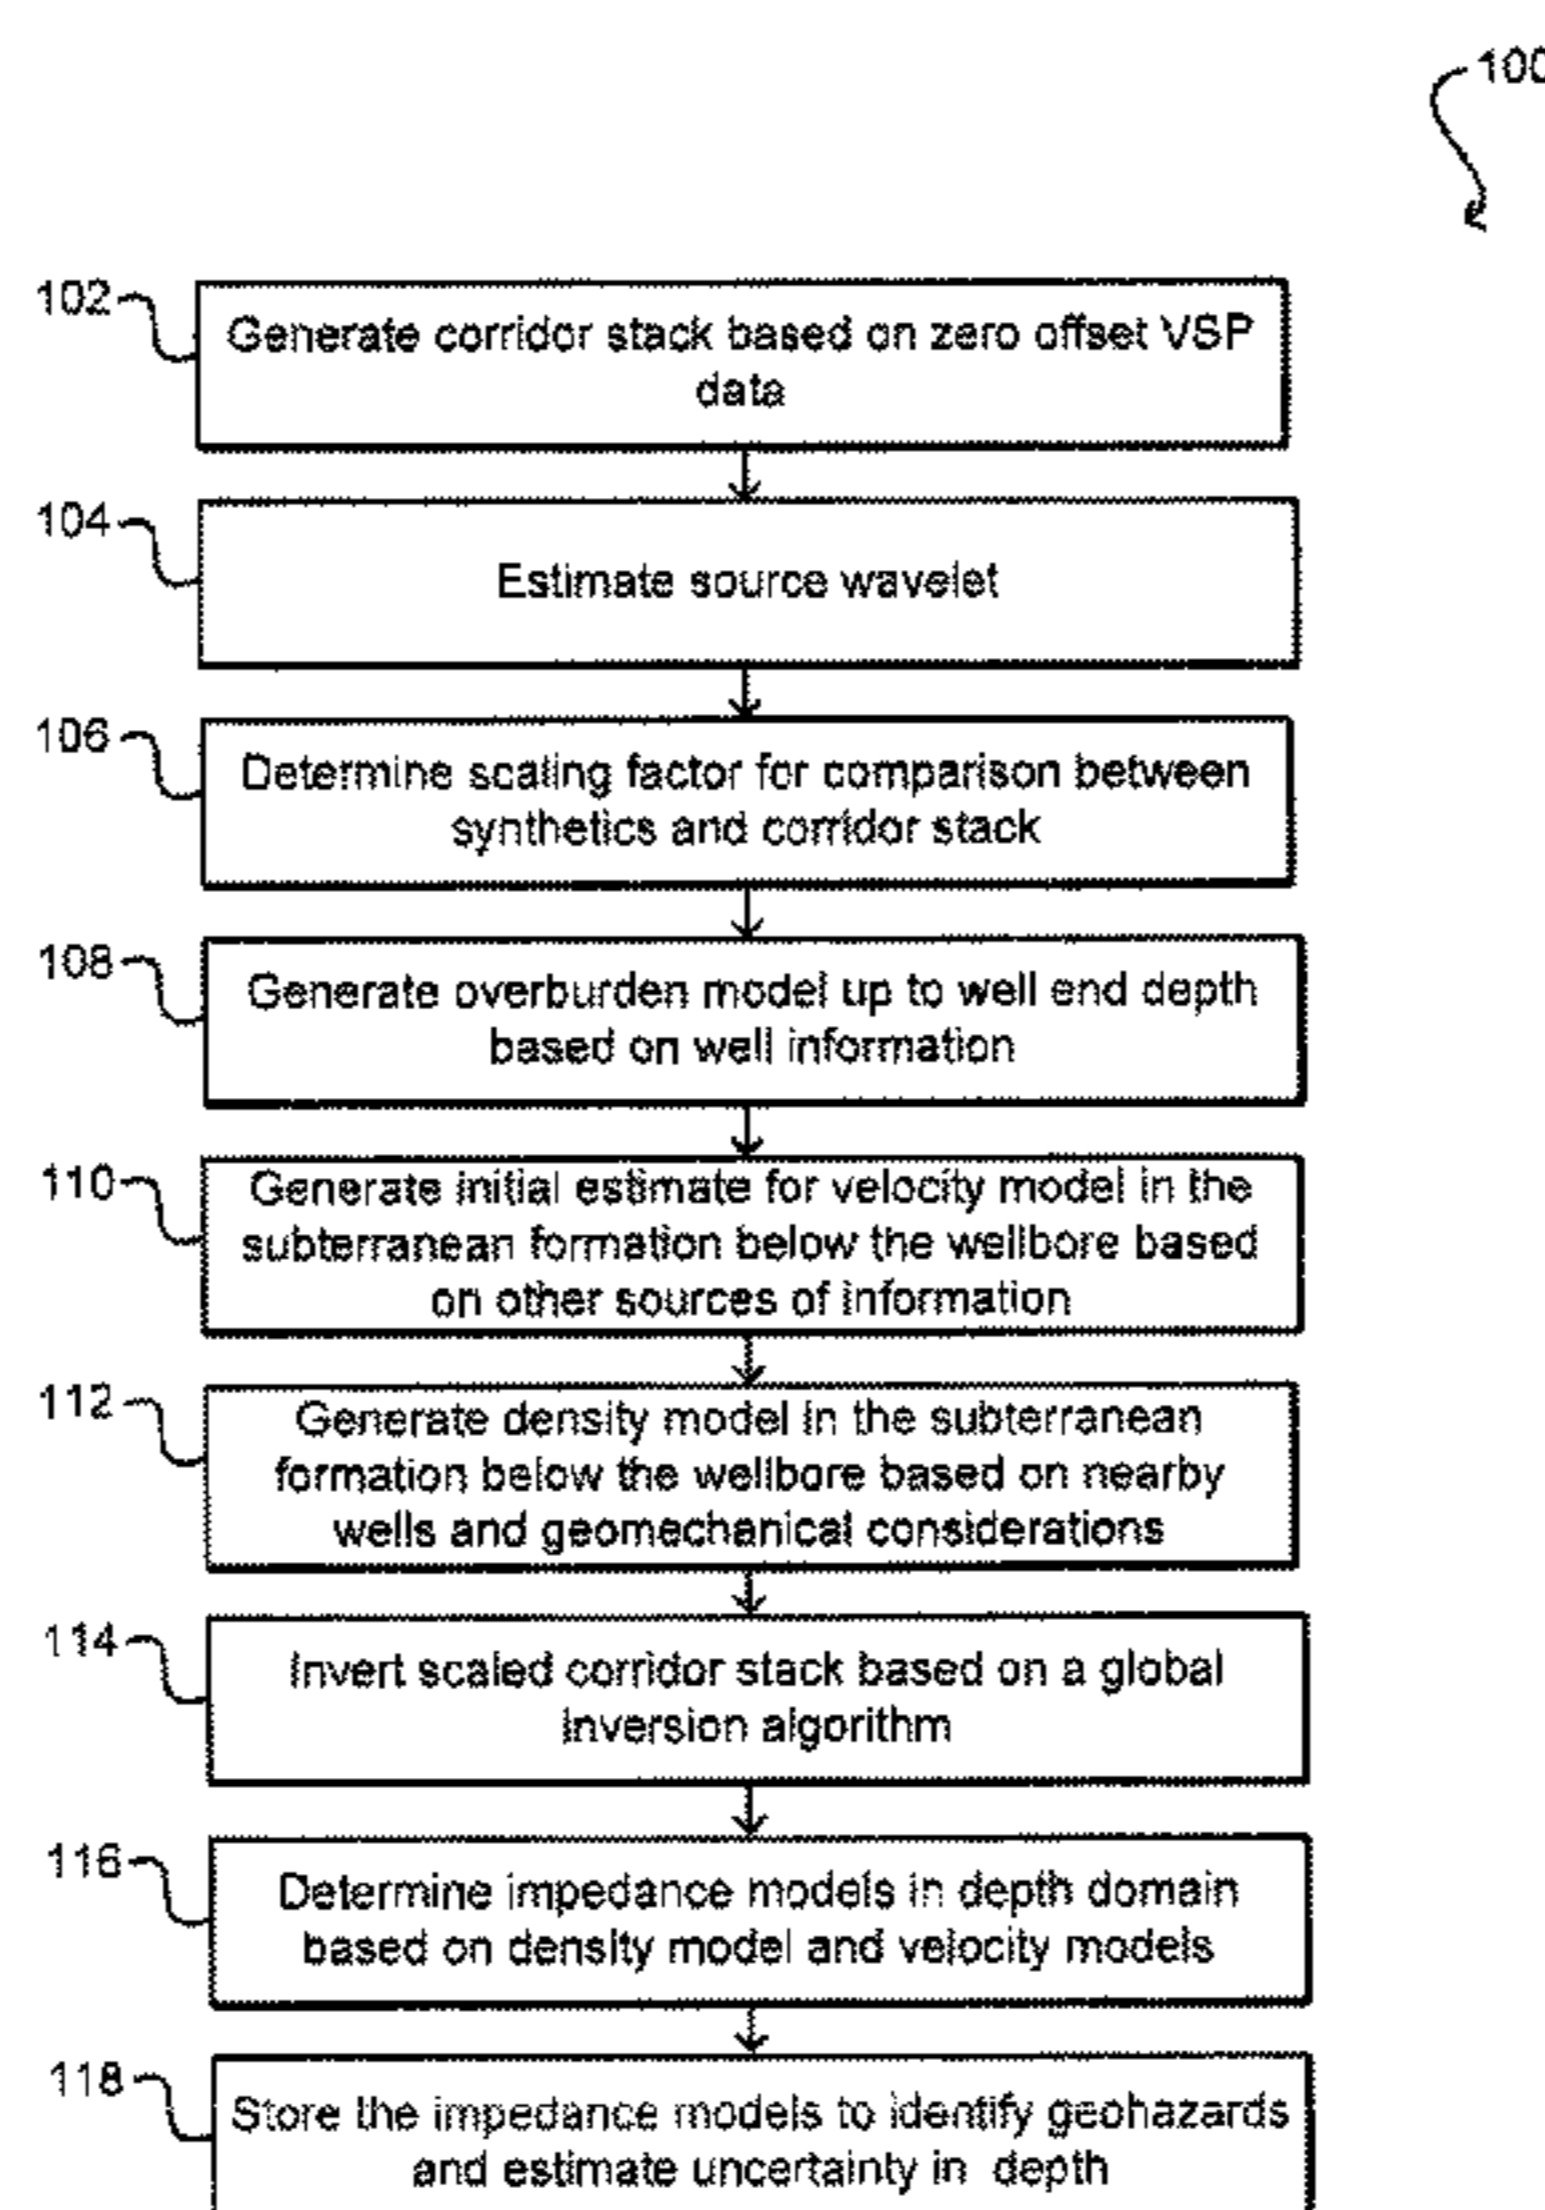 100
102
Generate corridor stack based on zero offset VSP
data
104
Estimate source wavelet
106
Determine scaling factor for comparison between
synthetics and corridor stack
108
Generate overburden model up to well end depth
based on well information
110
Generate initial estimate for velocity model in the
subterranean formation below the wellbore based
on other sources of information
112
Generate density model in the subterranean
formation below the wellbore based on nearby
wells and geomechanical considerations
114
Invert scaled corridor stack based on a global
inversion algorithm
116
Determine impedance models in depth domain
based on density model and velocity models
118
Store the impedance models to identify geohazards
and estimate uncertainty in depth